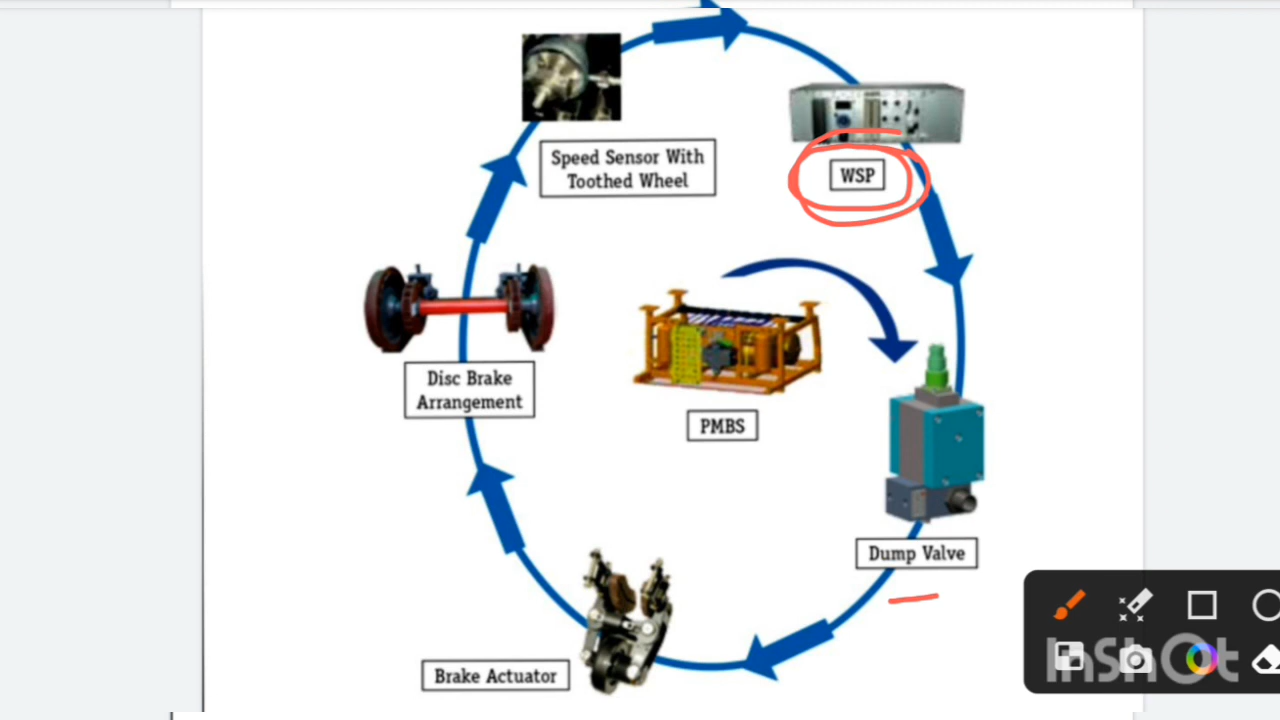 Speed Sensor With
Toothed Wheel
WSP
Disc Brake
Arrangement
PMBS
Dump Valve
Brake Actuator
InShOt